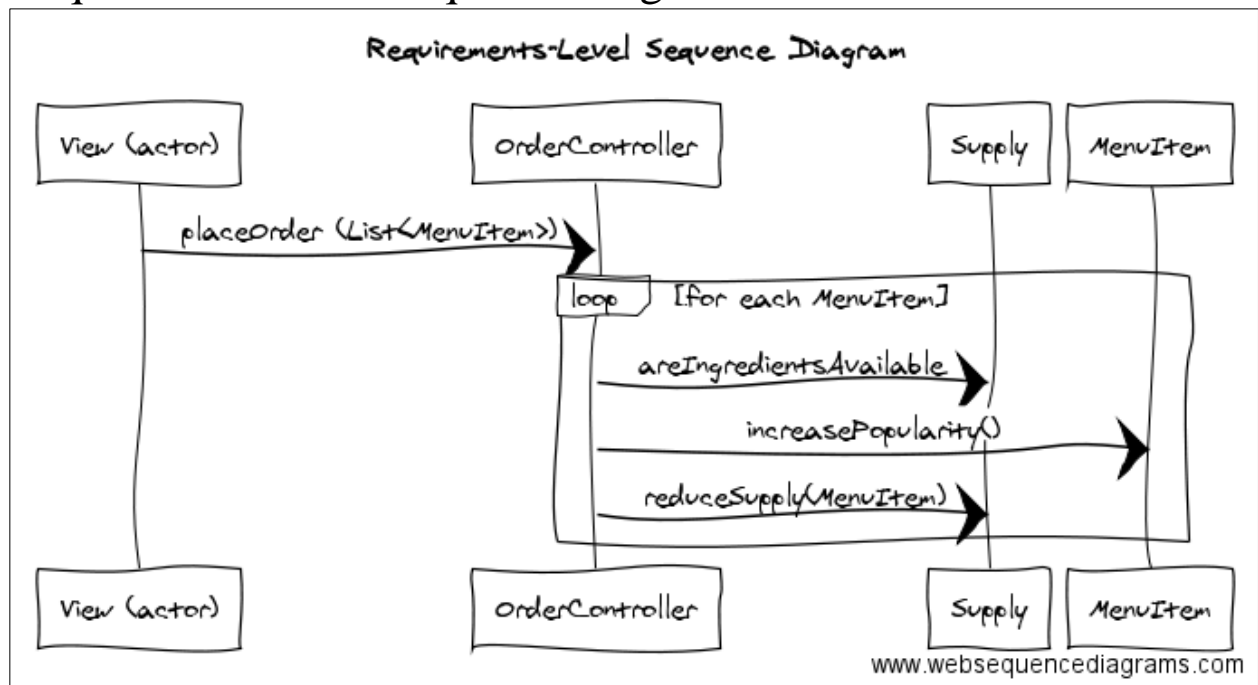 Requirements-Level Sequence Diagram
View (actor)
OrderController
Supply
MenuItem
placeOrder (List<MenuItem>)
loop
[for each MenuItem]
areIngredientsAvailable
increasePopularity()
reduceSupply(MenuItem)
View (actor)
OrderController
Supply
MenuItem
www.websequencediagrams.com